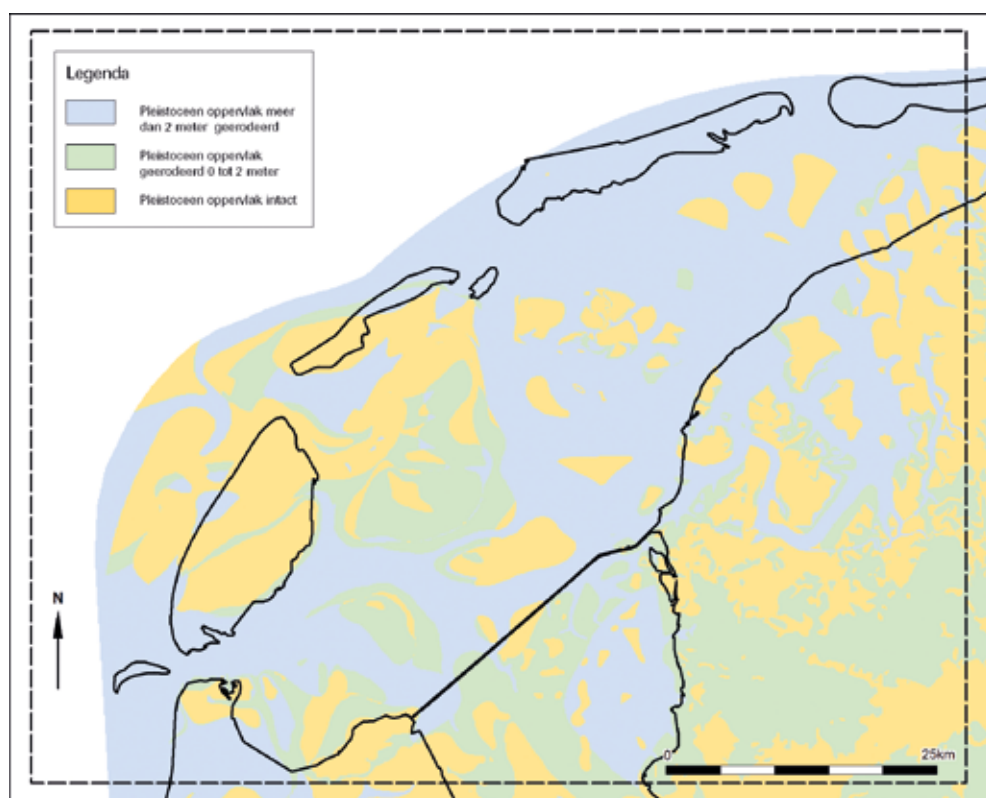 Legenda
Pleistoceen oppervlak meer
dan 2 meter geerodeerd
Pleistoceen oppervlak
geerodeerd 0 tot 2 meter
Pleistoceen oppervlak intact
N
0
25km